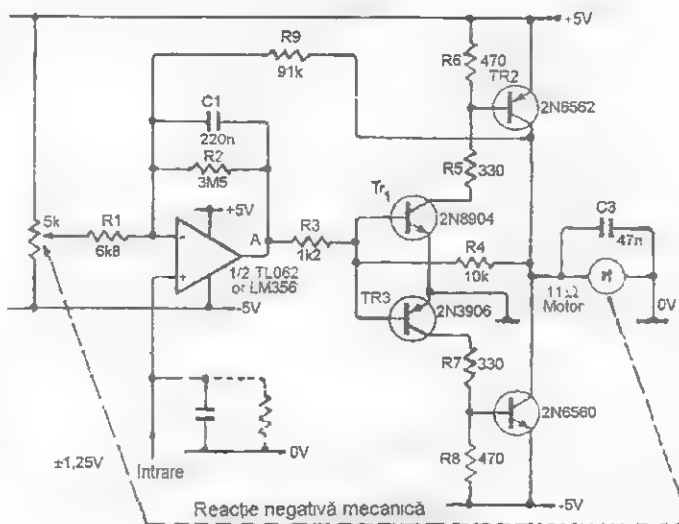 +5V
R9
91k
R6
470
TR2
2N6562
C1
220n
R2
3M5
R5
330
Tr1
2N8904
5k
R1
6k8
+5V
-
+
A
R3
1k2
R4
10k
C3
47n
1/2 TL062
or LM356
-5V
TR3
2N3906
11Ω
Motor
0V
R7
330
2N6560
0V
R8
470
±1,25V
Intrare
-5V
Reacție negativă mecanică